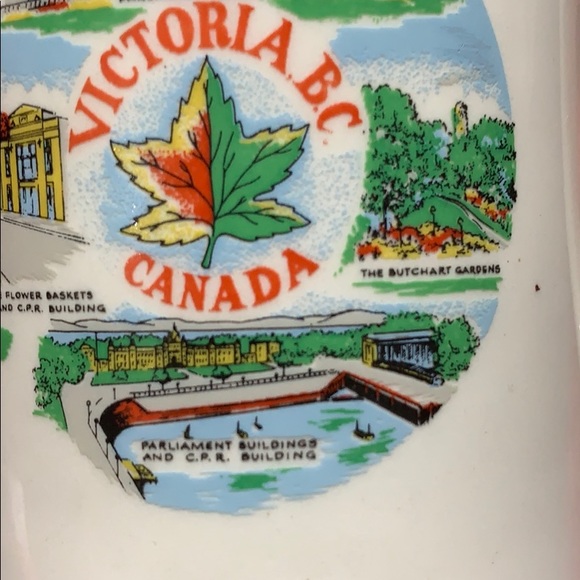 VICTORIA, B.C.
CANADA
THE BUTCHART GARDENS
FLOWER BASKETS
AND C.P.R. BUILDING
PARLIAMENT BUILDINGS
AND C.P.R. BUILDING